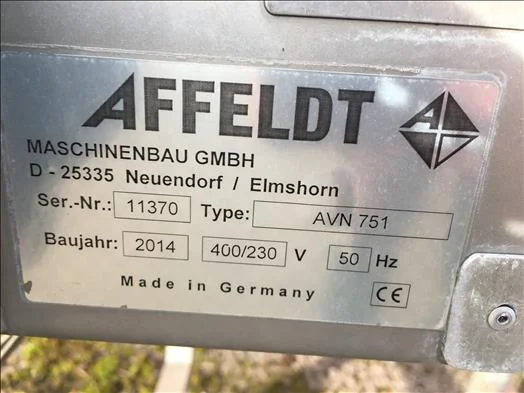 AFFELDT
MASCHINENBAU GMBH
D - 25335 Neuendorf / Elmshorn
Ser.-Nr.: 11370 Type: AVN 751
Baujahr: 2014 400/230 V 50 Hz
Made in Germany CE